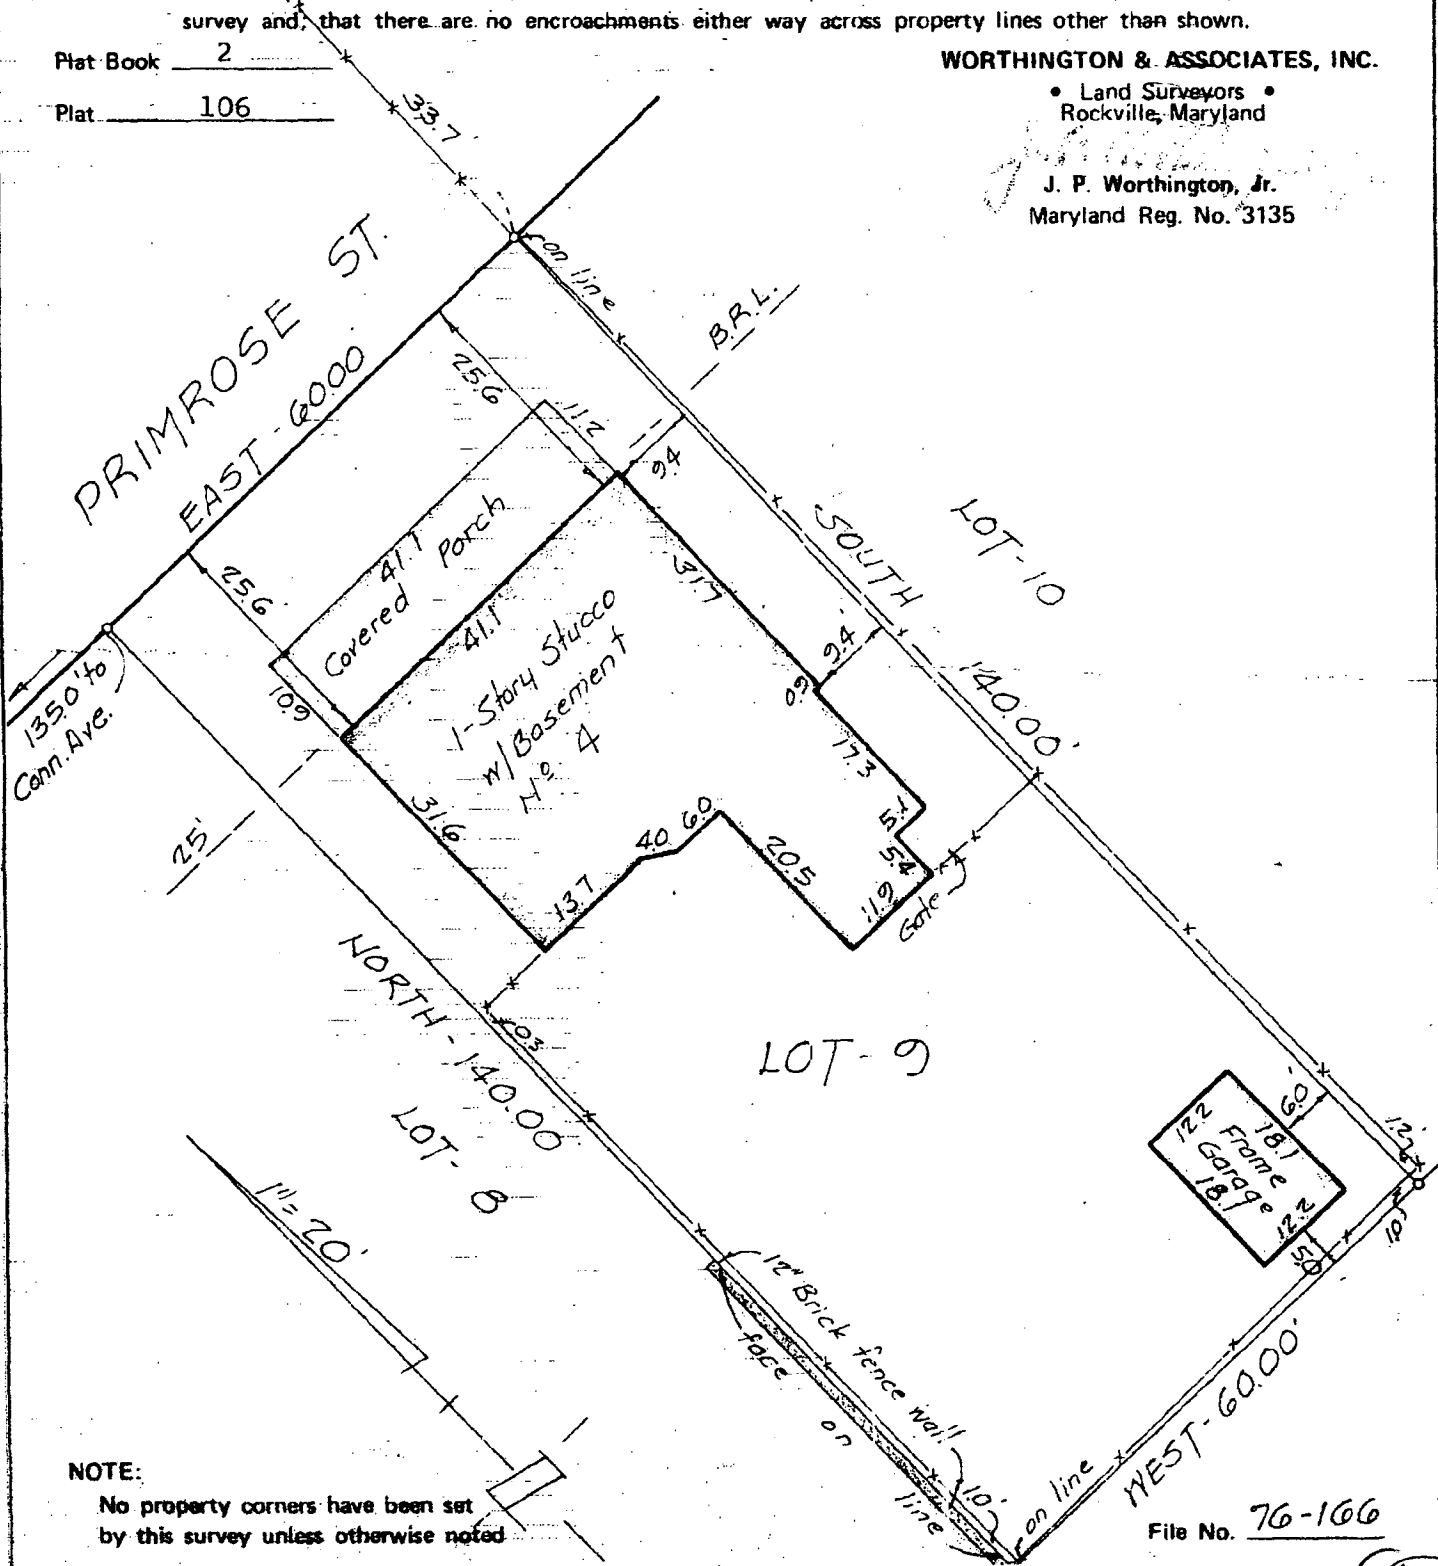 survey and, that there are no encroachments either way across property lines other than shown.
Plat Book 2
Plat 106
WORTHINGTON & ASSOCIATES, INC.
• Land Surveyors •
Rockville, Maryland
J. P. Worthington, Jr.
Maryland Reg. No. 3135
33.7'
on line
B.R.L.
PRIMROSE ST.
EAST - 60.00'
25.6
11.2
9.4
41.1
Covered Porch
41.1
25.6'
10.9
135.0' to
Conn. Ave.
25'
1-Story Stucco
w/Basement
No 4
31.7
SOUTH 140.00'
LOT-10
9.4'
0.9
17.3
5.1
5.4
11.9
Gate
31.6
13.7
4.0
6.0
20.5
NORTH - 140.00
0.3
LOT-9
LOT-8
1" = 20'
12.2
18.1
Frame
Garage
18.1
12.2
6.0'
5.0
1.2'
12" Brick fence wall
face on line
1.0'
on line
WEST - 60.00'
NOTE:
No property corners have been set
by this survey unless otherwise noted
File No. 76-166